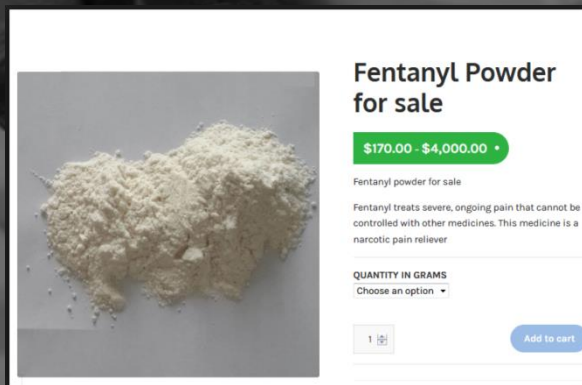 Fentanyl Powder
for sale
$170.00 - $4,000.00
Fentanyl powder for sale
Fentanyl treats severe, ongoing pain that cannot be
controlled with other medicines. This medicine is a
narcotic pain reliever
QUANTITY IN GRAMS
Choose an option
1
Add to cart